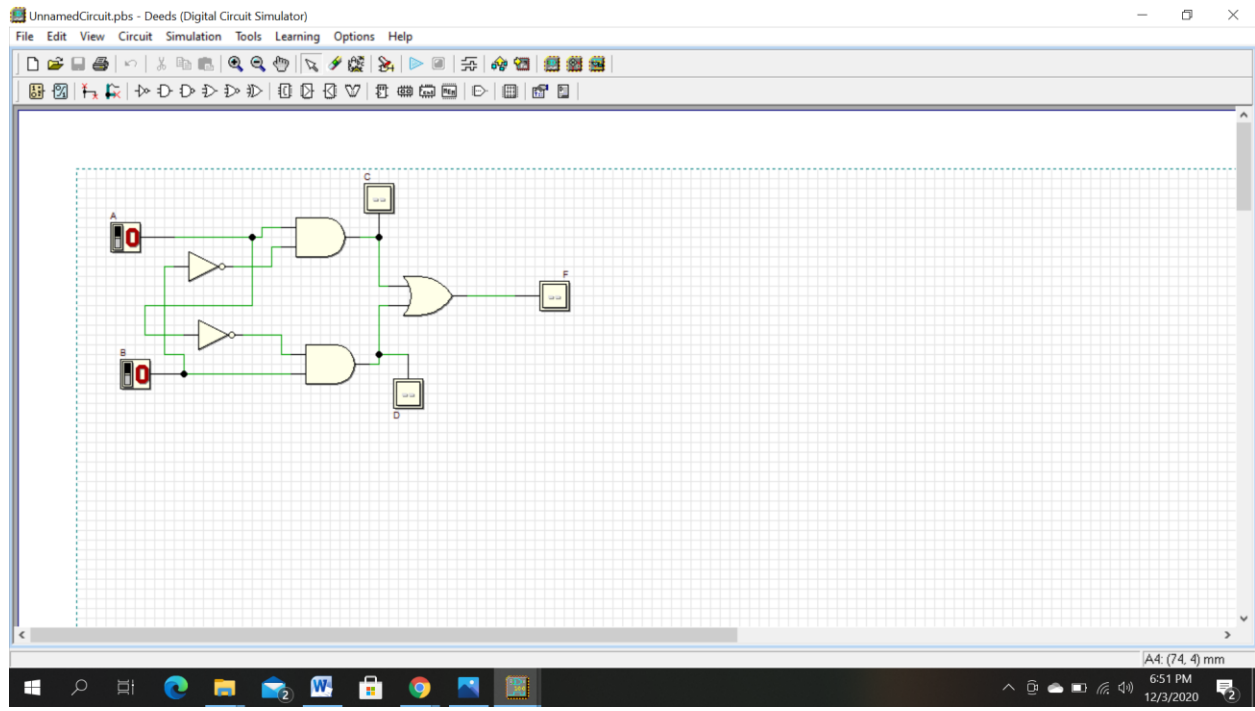 UnnamedCircuit.pbs - Deeds (Digital Circuit Simulator)
File Edit View Circuit Simulation Tools Learning Options Help
C
A
0
F
B
0
D
A4: (74, 4) mm
2
W
6:51 PM
12/3/2020
2